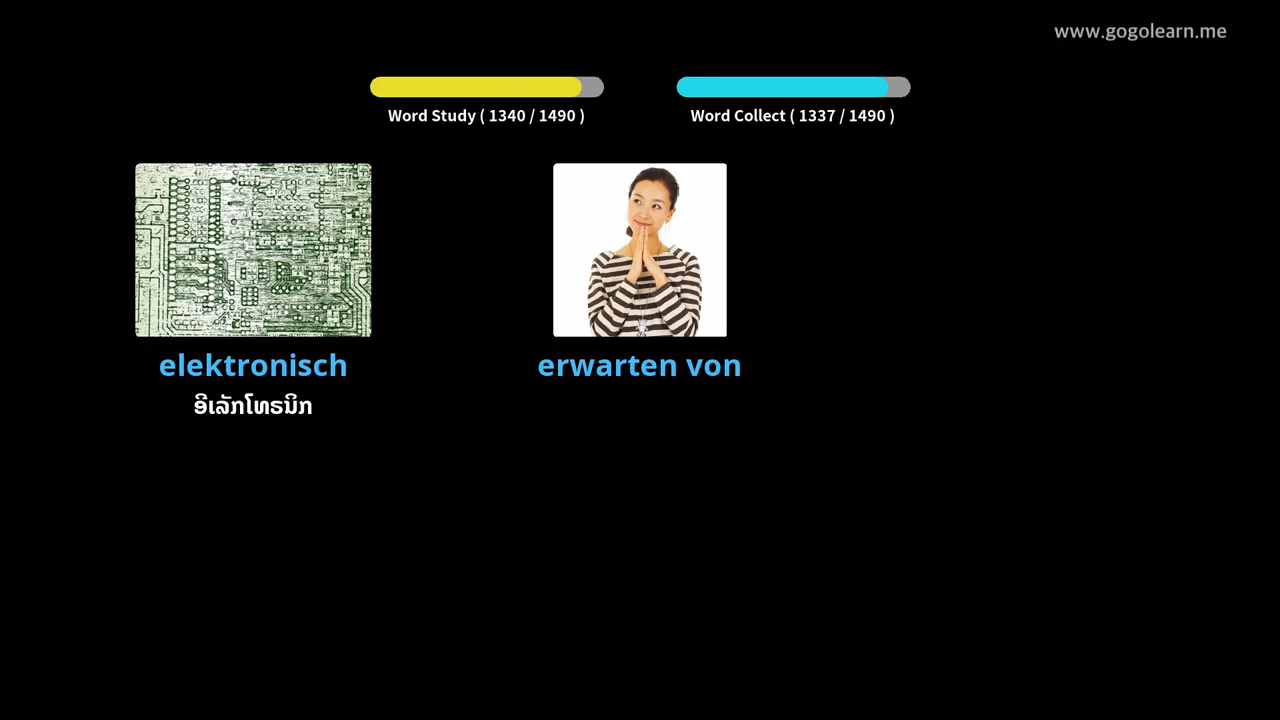 www.gogolearn.me
Word Study ( 1340 / 1490 )
Word Collect ( 1337 / 1490 )
elektronisch
ອີເລັກໂທຣນິກ
erwarten von